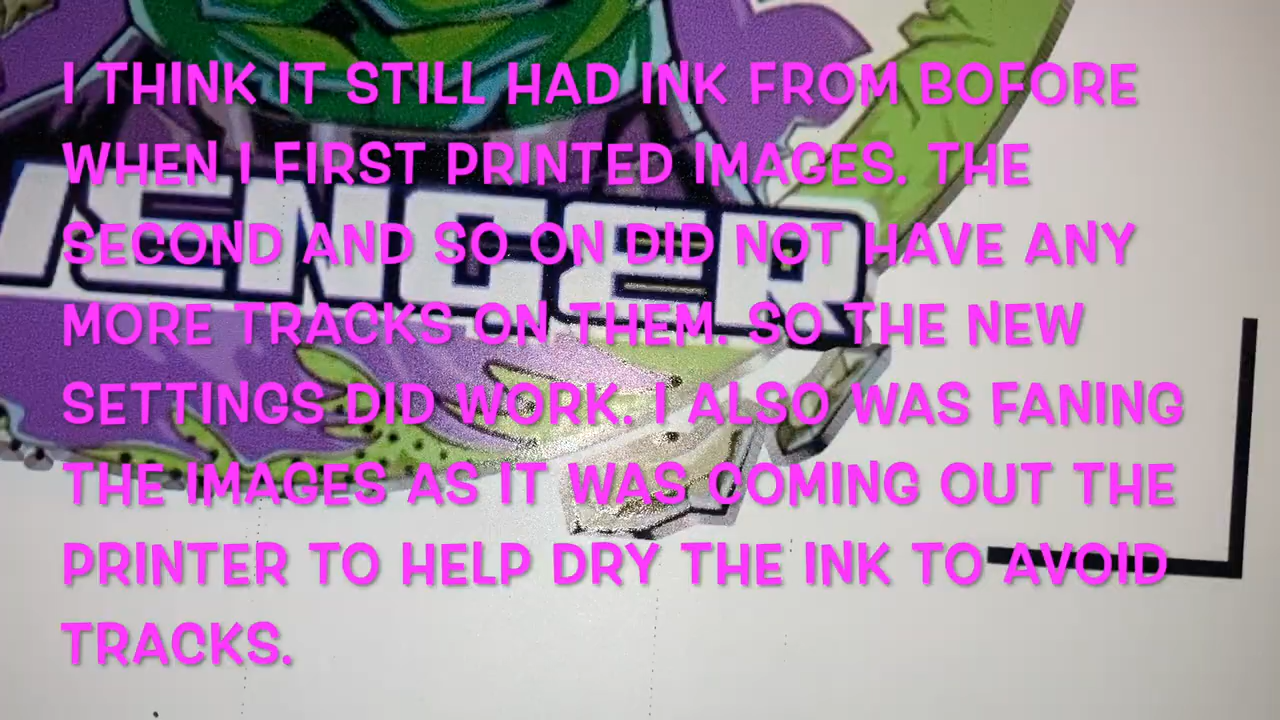 I THINK IT STILL HAD INK FROM BOFORE
WHEN I FIRST PRINTED IMAGES. THE
SECOND AND SO ON DID NOT HAVE ANY
MORE TRACKS ON THEM. SO THE NEW
SETTINGS DID WORK. I ALSO WAS FANING
THE IMAGES AS IT WAS COMING OUT THE
PRINTER TO HELP DRY THE INK TO AVOID
TRACKS.
VENGER